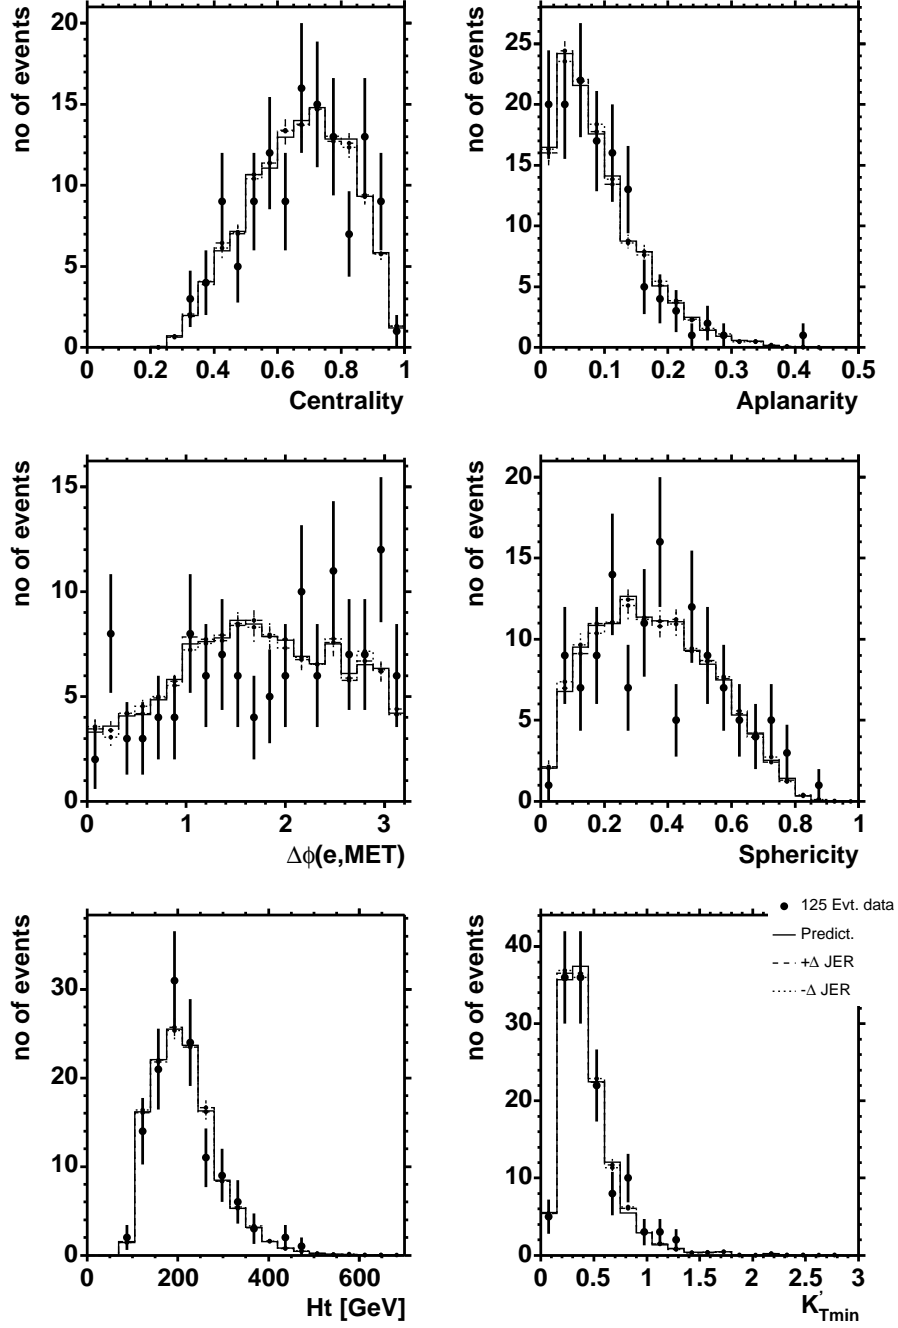 no of events
20
15
10
5
0
0 0.2 0.4 0.6 0.8 1
Centrality
no of events
25
20
15
10
5
0
0 0.1 0.2 0.3 0.4 0.5
Aplanarity
no of events
15
10
5
0
0 1 2 3
Δϕ(e,MET)
no of events
20
15
10
5
0
0 0.2 0.4 0.6 0.8 1
Sphericity
no of events
30
20
10
0
0 200 400 600
Ht [GeV]
no of events
40
30
20
10
0
0 0.5 1 1.5 2 2.5 3
K'Tmin
125 Evt. data
Predict.
+Δ JER
-Δ JER